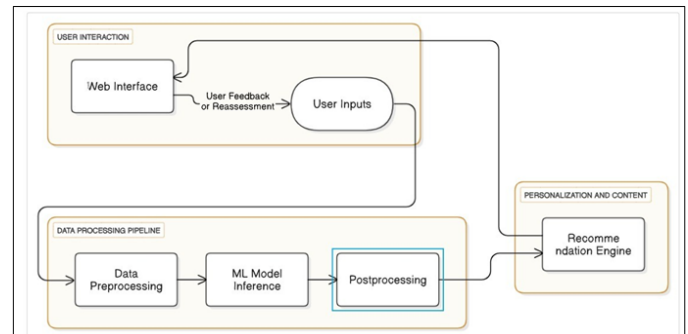 USER INTERACTION
Web Interface
User Feedback
or Reassessment
User Inputs
PERSONALIZATION AND CONTENT
Recomme
ndation Engine
DATA PROCESSING PIPELINE
Data
Preprocessing
ML Model
Inference
Postprocessing